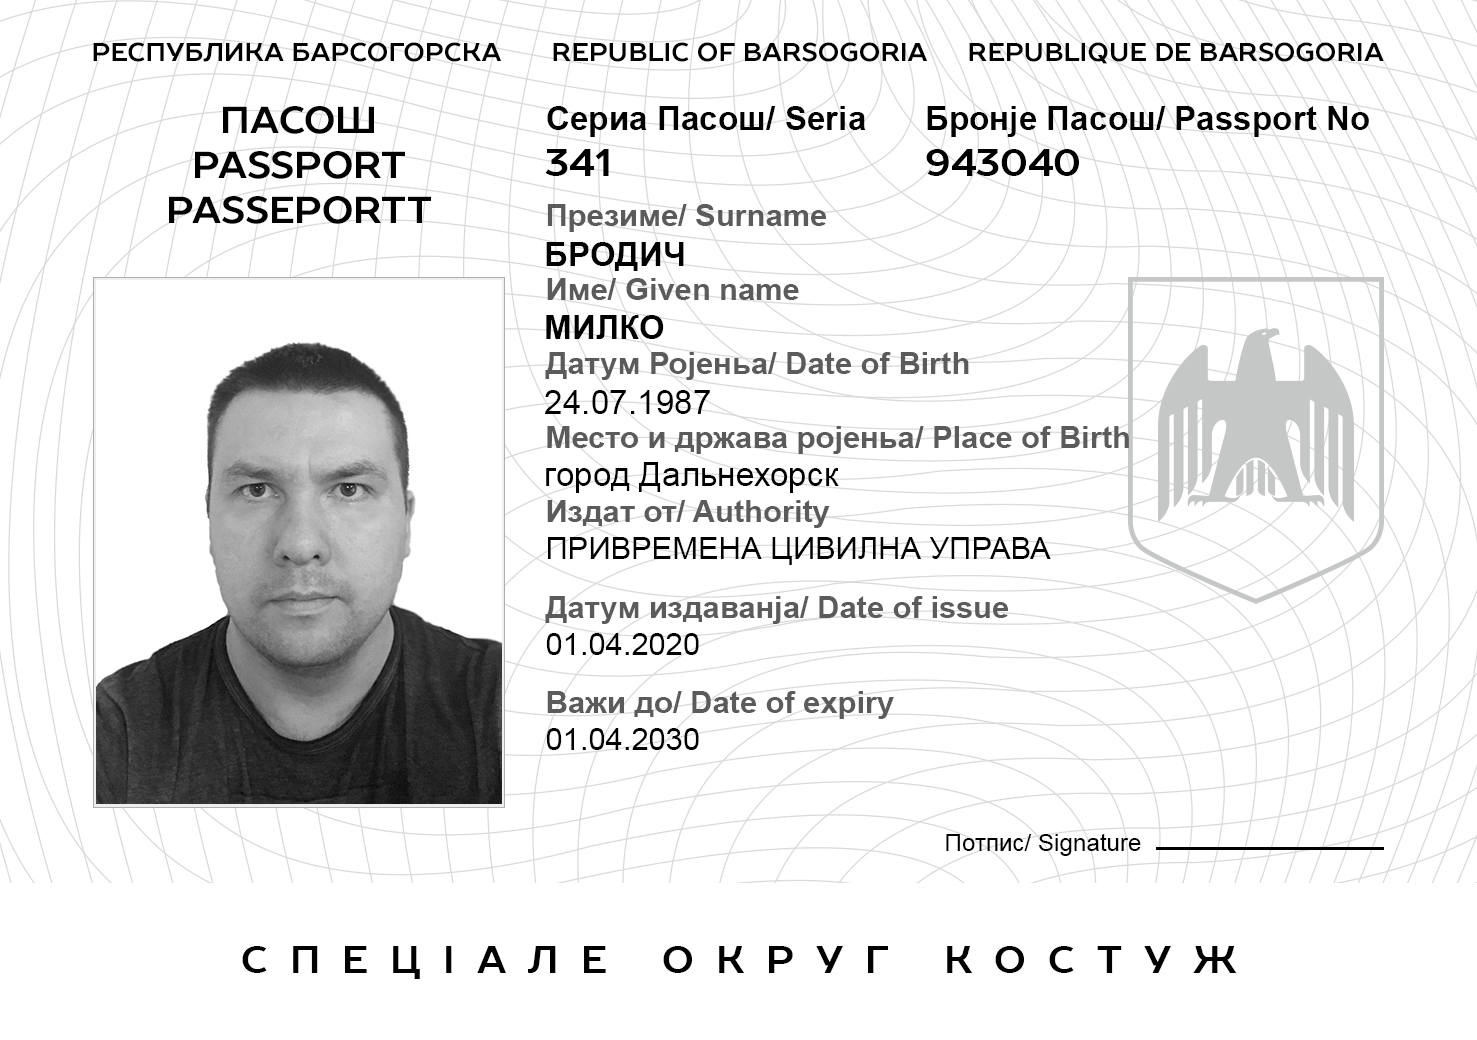 РЕСПУБЛИКА БАРСОГОРСКА REPUBLIC OF BARSOGORIA REPUBLIQUE DE BARSOGORIA
ПАСОШ
PASSPORT
PASSEPORTT
Сериа Пасош/ Seria Бронје Пасош/ Passport No
341 943040
Презиме/ Surname
БРОДИЧ
Име/ Given name
МИЛКО
Датум Ројења/ Date of Birth
24.07.1987
Место и држава ројења/ Place of Birth
город Дальнехорск
Издат от/ Authority
ПРИВРЕМЕНА ЦИВИЛНА УПРАВА
Датум издаванја/ Date of issue
01.04.2020
Важи до/ Date of expiry
01.04.2030
Потпис/ Signature
СПЕЦІАЛЕ ОКРУГ КОСТУЖ